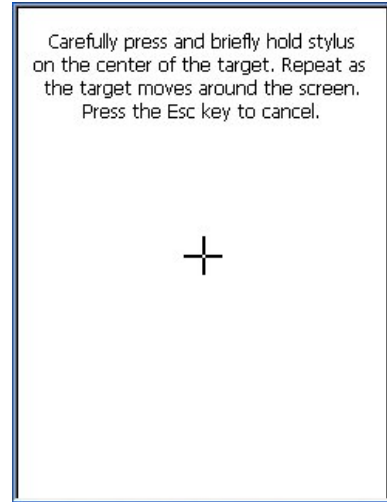 Carefully press and briefly hold stylus
on the center of the target. Repeat as
the target moves around the screen.
Press the Esc key to cancel.